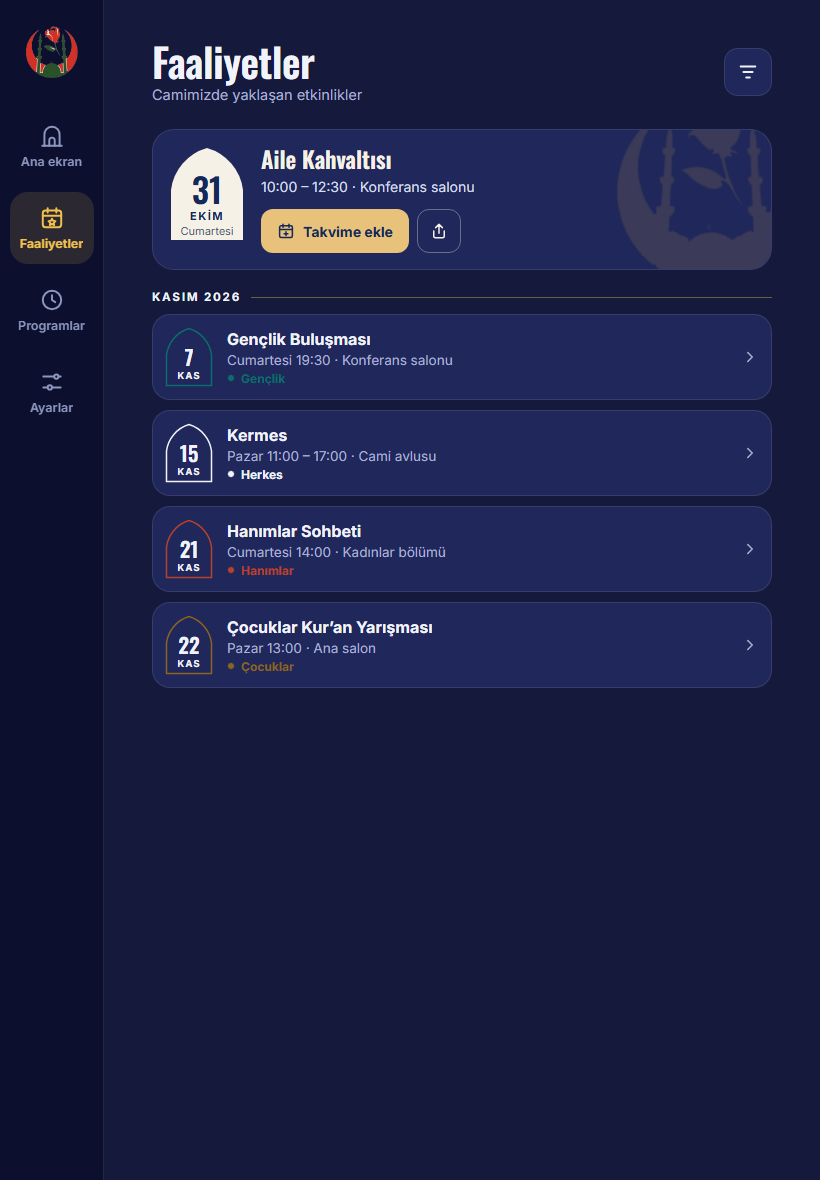 Faaliyetler
Camimizde yaklaşan etkinlikler
Ana ekran
Faaliyetler
Programlar
Ayarlar
31
EKİM
Cumartesi
Aile Kahvaltısı
10:00 – 12:30 · Konferans salonu
Takvime ekle
KASIM 2026
7
KAS
Gençlik Buluşması
Cumartesi 19:30 · Konferans salonu
Gençlik
15
KAS
Kermes
Pazar 11:00 – 17:00 · Cami avlusu
Herkes
21
KAS
Hanımlar Sohbeti
Cumartesi 14:00 · Kadınlar bölümü
Hanımlar
22
KAS
Çocuklar Kur’an Yarışması
Pazar 13:00 · Ana salon
Çocuklar